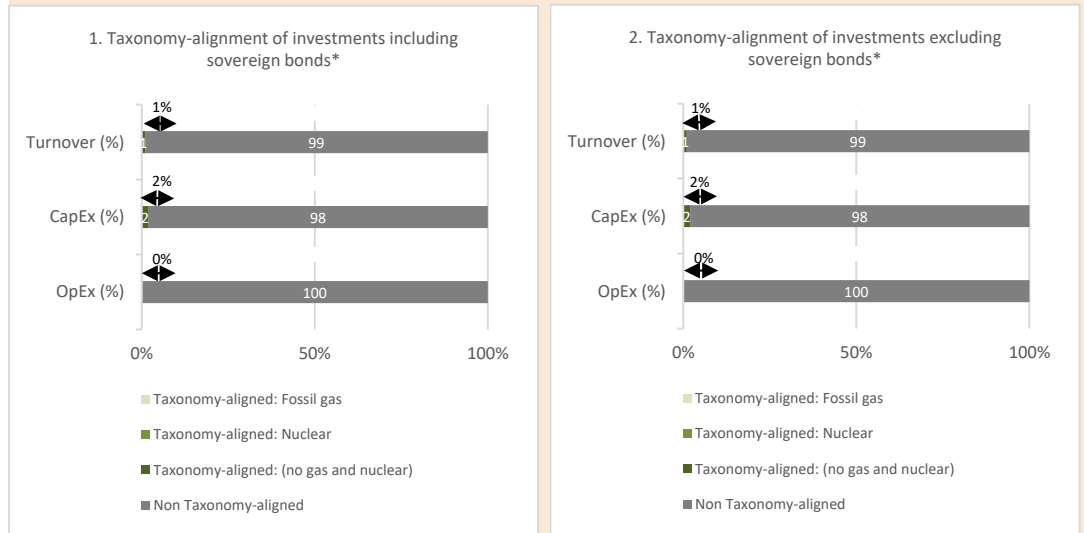 1. Taxonomy-alignment of investments including
sovereign bonds*
1%
Turnover (%)
1
99
2%
CapEx (%)
2
98
0%
OpEx (%)
100
0%
50%
100%
Taxonomy-aligned: Fossil gas
Taxonomy-aligned: Nuclear
Taxonomy-aligned: (no gas and nuclear)
Non Taxonomy-aligned
2. Taxonomy-alignment of investments excluding
sovereign bonds*
1%
Turnover (%)
1
99
2%
CapEx (%)
2
98
0%
OpEx (%)
100
0%
50%
100%
Taxonomy-aligned: Fossil gas
Taxonomy-aligned: Nuclear
Taxonomy-aligned: (no gas and nuclear)
Non Taxonomy-aligned